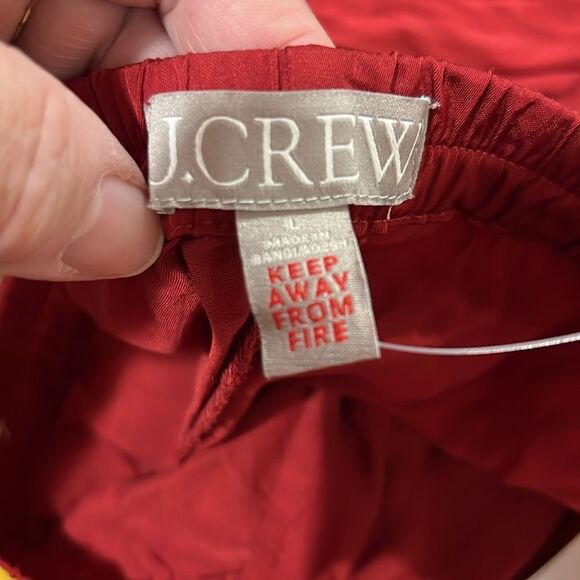 J.CREW
L
MADE IN
BANGLADESH
KEEP
AWAY
FROM
FIRE